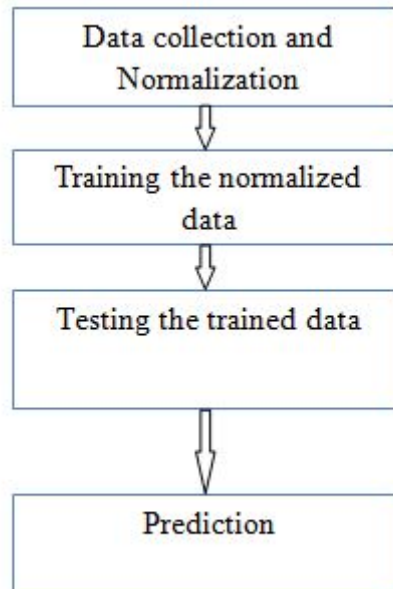 Data collection and
Normalization
Training the normalized
data
Testing the trained data
Prediction